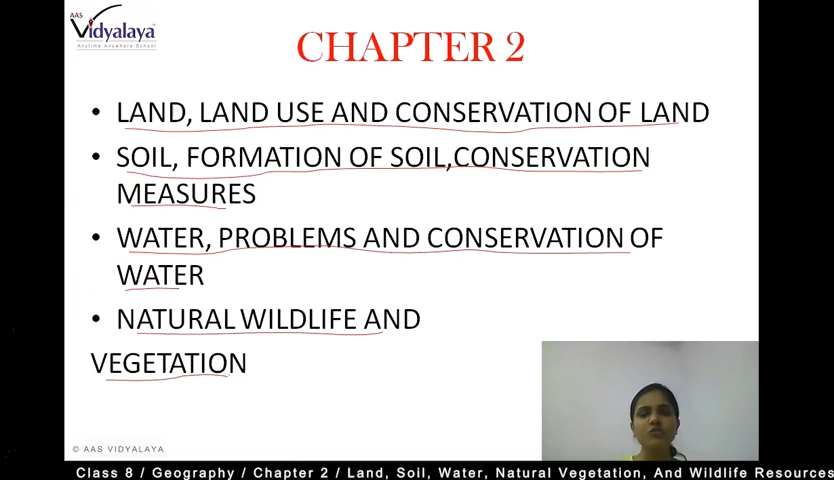 AAS
Vidyalaya
Anytime Anywhere School
CHAPTER 2
• LAND, LAND USE AND CONSERVATION OF LAND
• SOIL, FORMATION OF SOIL,CONSERVATION
MEASURES
• WATER, PROBLEMS AND CONSERVATION OF
WATER
• NATURAL WILDLIFE AND
VEGETATION
© AAS VIDYALAYA
Class 8 / Geography / Chapter 2 / Land, Soil, Water, Natural Vegetation, And Wildlife Resources